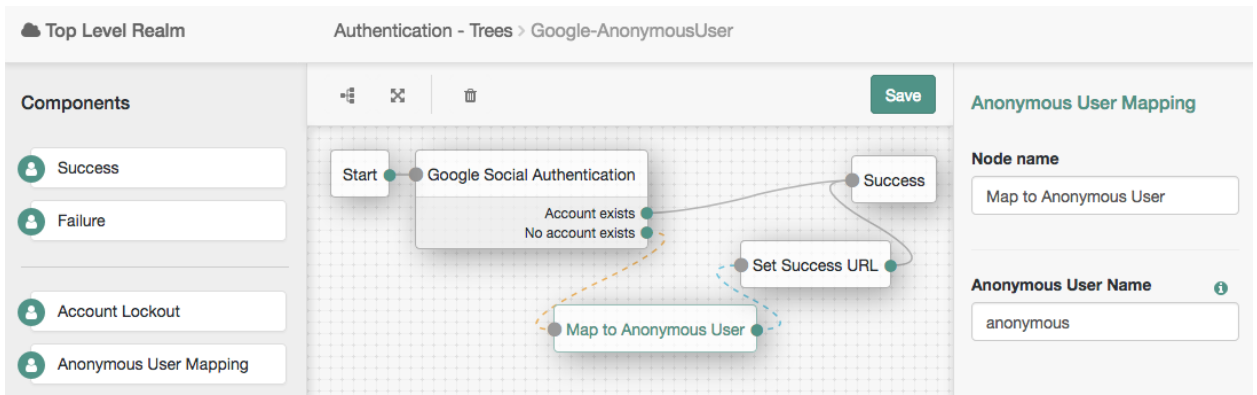 Top Level Realm
Authentication - Trees > Google-AnonymousUser
Components
Success
Failure
Account Lockout
Anonymous User Mapping
Save
Start
Google Social Authentication
Account exists
No account exists
Success
Set Success URL
Map to Anonymous User
Anonymous User Mapping
Node name
Map to Anonymous User
Anonymous User Name
anonymous